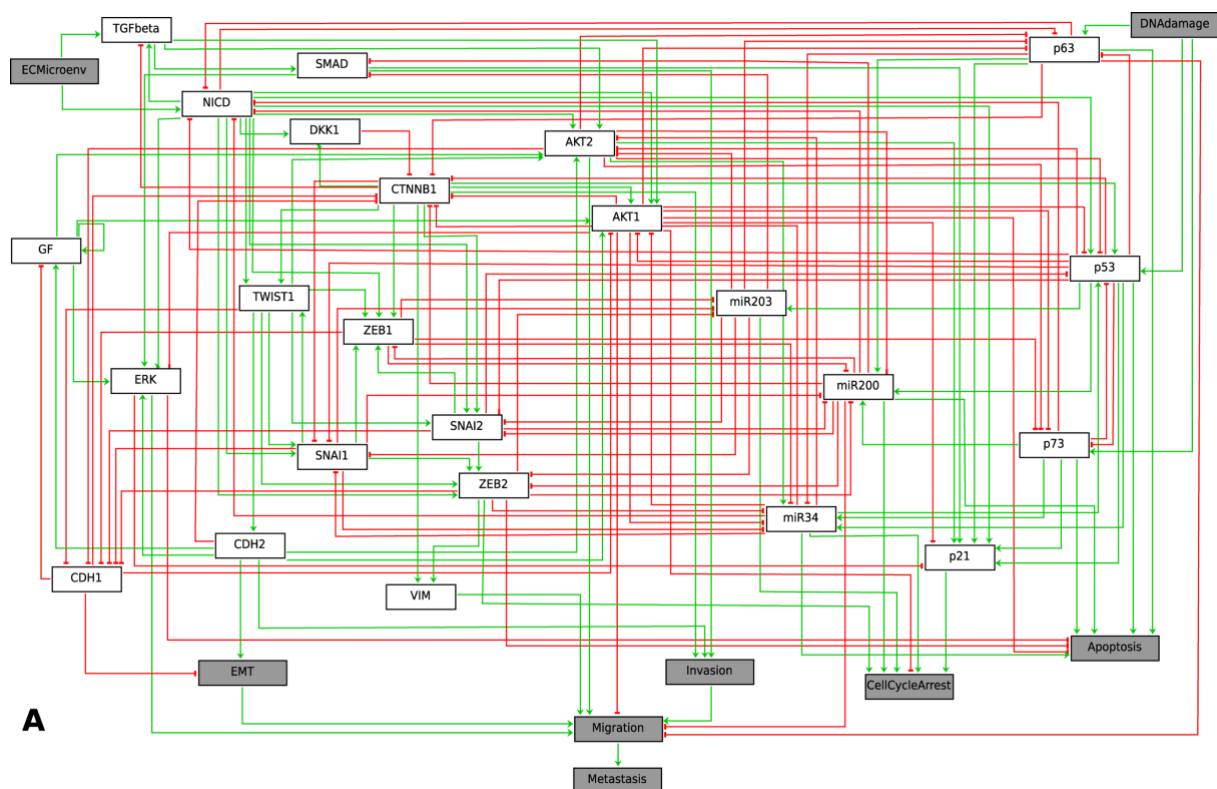 TGFbeta
DNAdamage
p63
ECMicroenv
SMAD
NICD
DKK1
AKT2
CTNNB1
AKT1
GF
p53
TWIST1
miR203
ZEB1
ERK
miR200
SNAI2
p73
SNAI1
ZEB2
miR34
CDH2
p21
CDH1
VIM
Apoptosis
EMT
Invasion
CellCycleArrest
A
Migration
Metastasis